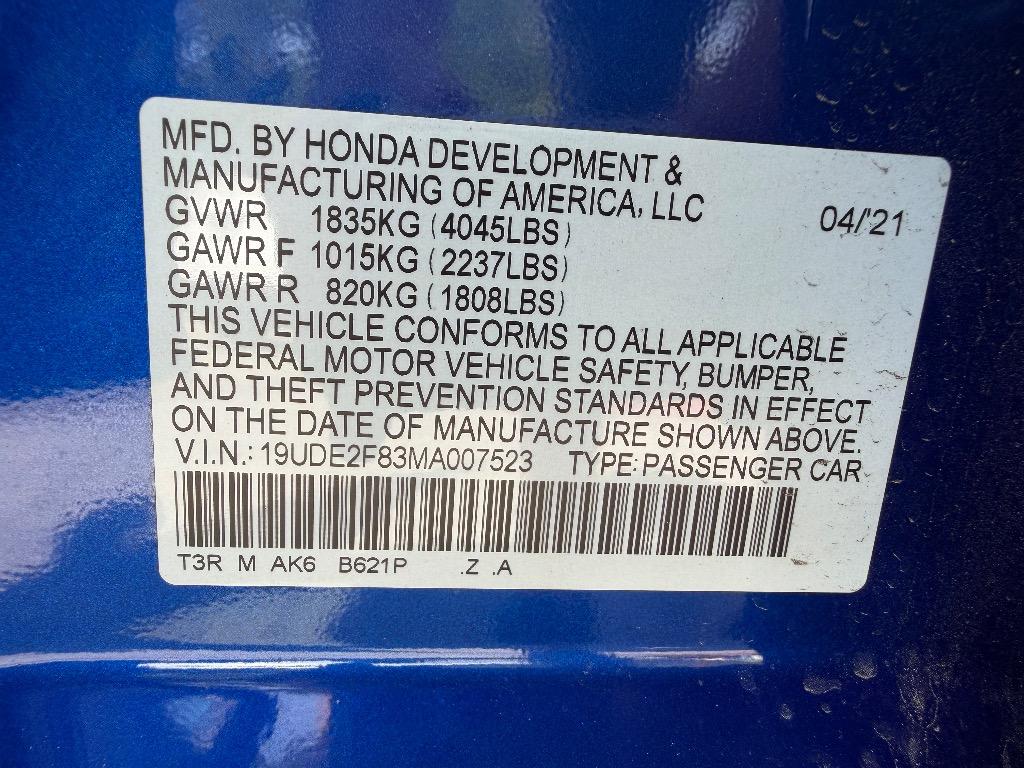 MFD. BY HONDA DEVELOPMENT &
MANUFACTURING OF AMERICA, LLC
GVWR 1835KG (4045LBS) 04/'21
GAWR F 1015KG (2237LBS)
GAWR R 820KG (1808LBS)
THIS VEHICLE CONFORMS TO ALL APPLICABLE
FEDERAL MOTOR VEHICLE SAFETY, BUMPER,
AND THEFT PREVENTION STANDARDS IN EFFECT
ON THE DATE OF MANUFACTURE SHOWN ABOVE.
V.I.N.: 19UDE2F83MA007523 TYPE: PASSENGER CAR
T3R M AK6 B621P .Z .A